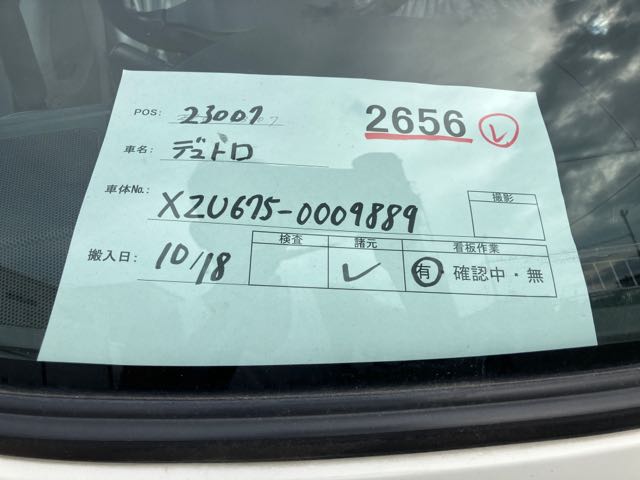 POS: 23007
2656
車名: デュトロ
車体No.: XZU675-0009889
撮影
搬入日: 10/18
検査 諸元 看板作業
✓ 有・確認中・無